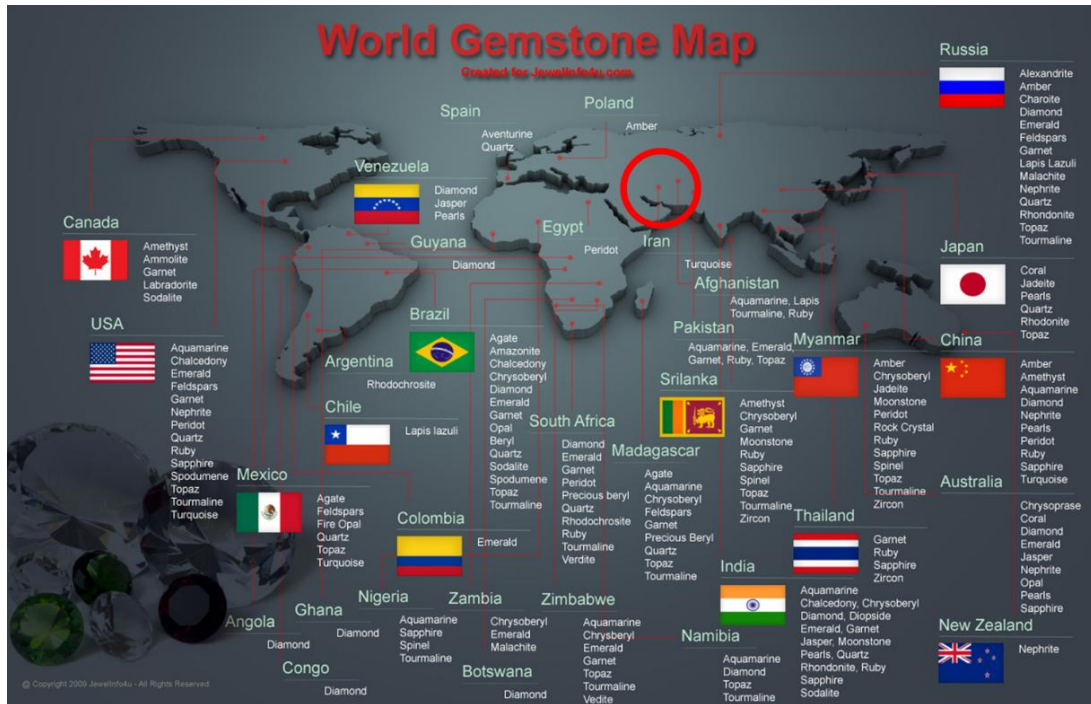 World Gemstone Map
Created for JewelInfo4u.com
Russia
Alexandrite
Amber
Charoite
Diamond
Emerald
Feldspars
Garnet
Lapis Lazuli
Malachite
Nephrite
Quartz
Rhondonite
Topaz
Tourmaline
Poland
Amber
Spain
Aventurine
Quartz
Venezuela
Diamond
Jasper
Pearls
Canada
Amethyst
Ammolite
Garnet
Labradorite
Sodalite
Guyana
Diamond
Egypt
Peridot
Iran
Turquoise
Afghanistan
Aquamarine, Lapis
Tourmaline, Ruby
Japan
Coral
Jadeite
Pearls
Quartz
Rhodonite
Topaz
USA
Aquamarine
Chalcedony
Emerald
Feldspars
Garnet
Nephrite
Peridot
Quartz
Ruby
Sapphire
Spodumene
Topaz
Tourmaline
Turquoise
Argentina
Rhodochrosite
Brazil
Agate
Amazonite
Chalcedony
Chrysoberyl
Diamond
Emerald
Garnet
Opal
Beryl
Quartz
Sodalite
Spodumene
Topaz
Tourmaline
Pakistan
Aquamarine, Emerald,
Garnet, Ruby, Topaz
Myanmar
Amber
Chrysoberyl
Jadeite
Moonstone
Peridot
Rock Crystal
Ruby
Sapphire
Spinel
Topaz
Tourmaline
Zircon
China
Amber
Amethyst
Aquamarine
Diamond
Nephrite
Pearls
Peridot
Ruby
Sapphire
Turquoise
Chile
Lapis lazuli
Srilanka
Amethyst
Chrysoberyl
Garnet
Moonstone
Ruby
Sapphire
Spinel
Topaz
Tourmaline
Zircon
South Africa
Diamond
Emerald
Garnet
Peridot
Precious beryl
Quartz
Rhodochrosite
Ruby
Tourmaline
Verdite
Madagascar
Agate
Aquamarine
Chrysoberyl
Feldspars
Garnet
Precious Beryl
Quartz
Topaz
Tourmaline
Mexico
Agate
Feldspars
Fire Opal
Quartz
Topaz
Turquoise
Colombia
Emerald
Thailand
Garnet
Ruby
Sapphire
Zircon
Australia
Chrysoprase
Coral
Diamond
Emerald
Jasper
Nephrite
Opal
Pearls
Sapphire
India
Aquamarine
Chalcedony, Chrysoberyl
Diamond, Diopside
Emerald, Garnet
Jasper, Moonstone
Pearls, Quartz
Rhondonite, Ruby
Sapphire
Sodalite
Angola
Diamond
Ghana
Diamond
Congo
Diamond
Nigeria
Aquamarine
Sapphire
Spinel
Tourmaline
Zambia
Chrysoberyl
Emerald
Malachite
Botswana
Diamond
Zimbabwe
Aquamarine
Chrysberyl
Emerald
Garnet
Topaz
Tourmaline
Vedite
Namibia
Aquamarine
Diamond
Topaz
Tourmaline
New Zealand
Nephrite
@ Copyright 2009 JewelInfo4u - All Rights Reserved